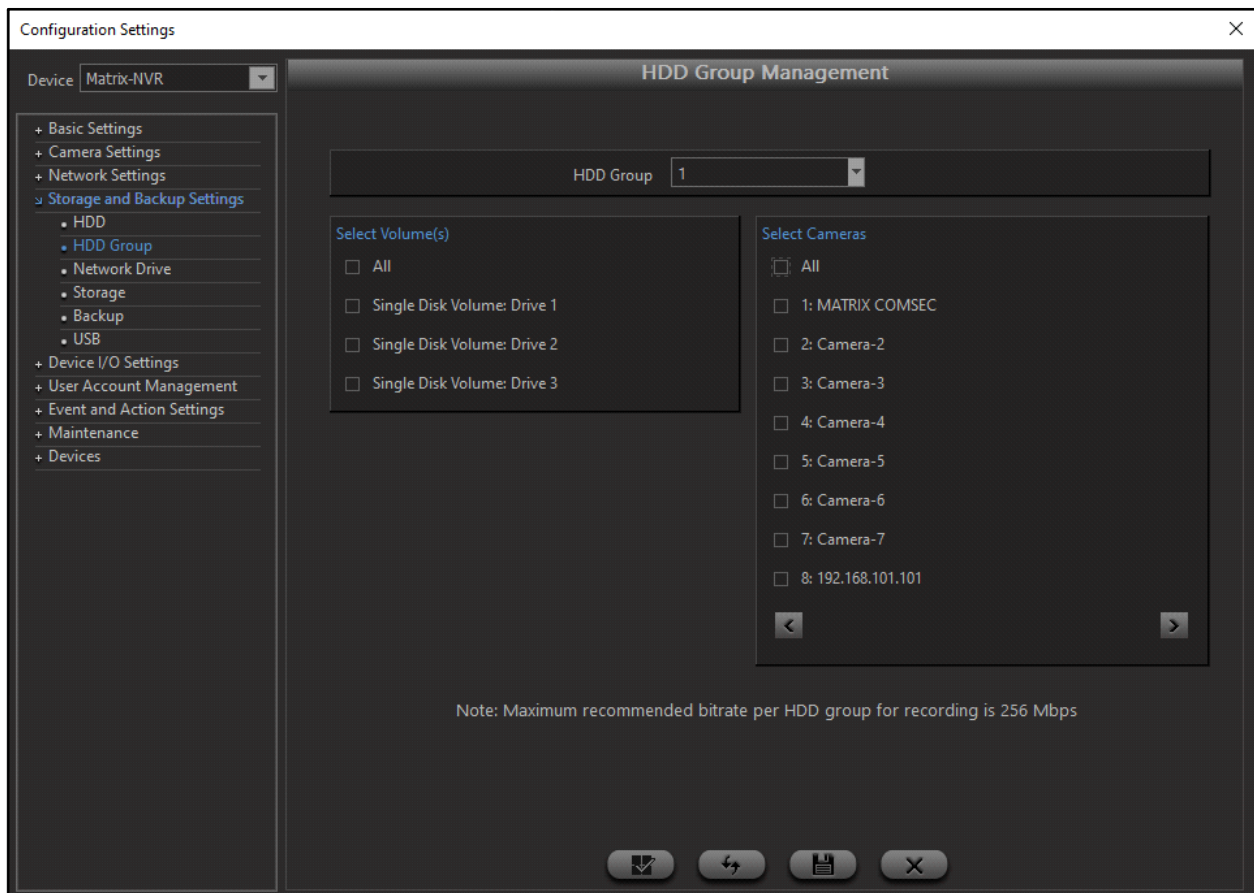 Configuration Settings
Device Matrix-NVR
HDD Group Management
+ Basic Settings
+ Camera Settings
+ Network Settings
Storage and Backup Settings
• HDD
• HDD Group
• Network Drive
• Storage
• Backup
• USB
+ Device I/O Settings
+ User Account Management
+ Event and Action Settings
+ Maintenance
+ Devices
HDD Group 1
Select Volume(s)
All
Single Disk Volume: Drive 1
Single Disk Volume: Drive 2
Single Disk Volume: Drive 3
Select Cameras
All
1: MATRIX COMSEC
2: Camera-2
3: Camera-3
4: Camera-4
5: Camera-5
6: Camera-6
7: Camera-7
8: 192.168.101.101
Note: Maximum recommended bitrate per HDD group for recording is 256 Mbps